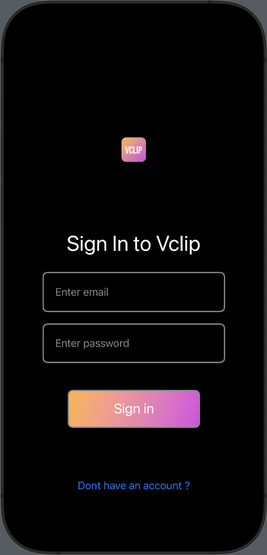 VCLIP
Sign In to Vclip
Enter email
Enter password
Sign in
Dont have an account ?